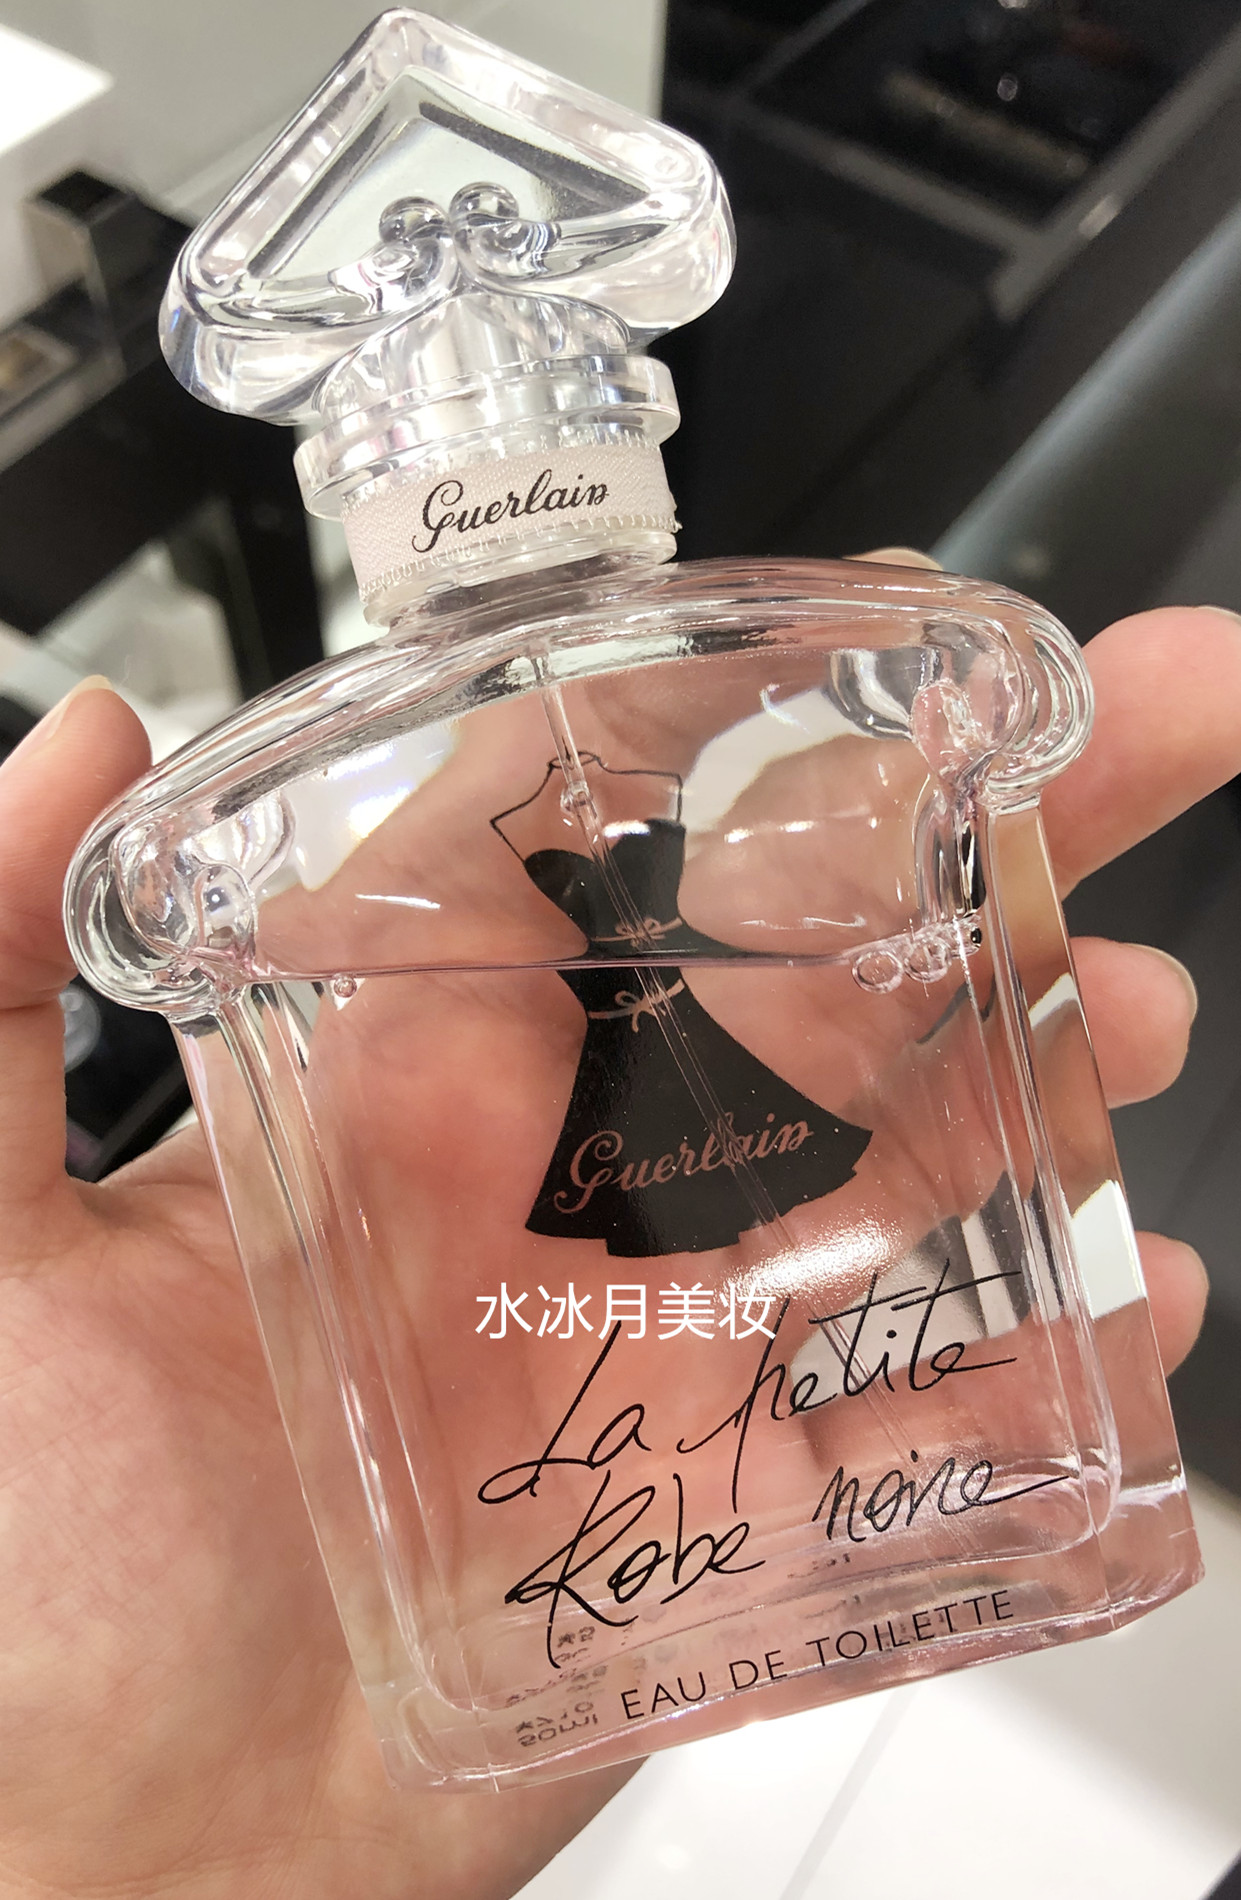 Guerlain
Guerlain
水冰月美妆
La petite
Robe noire
EAU DE TOILETTE